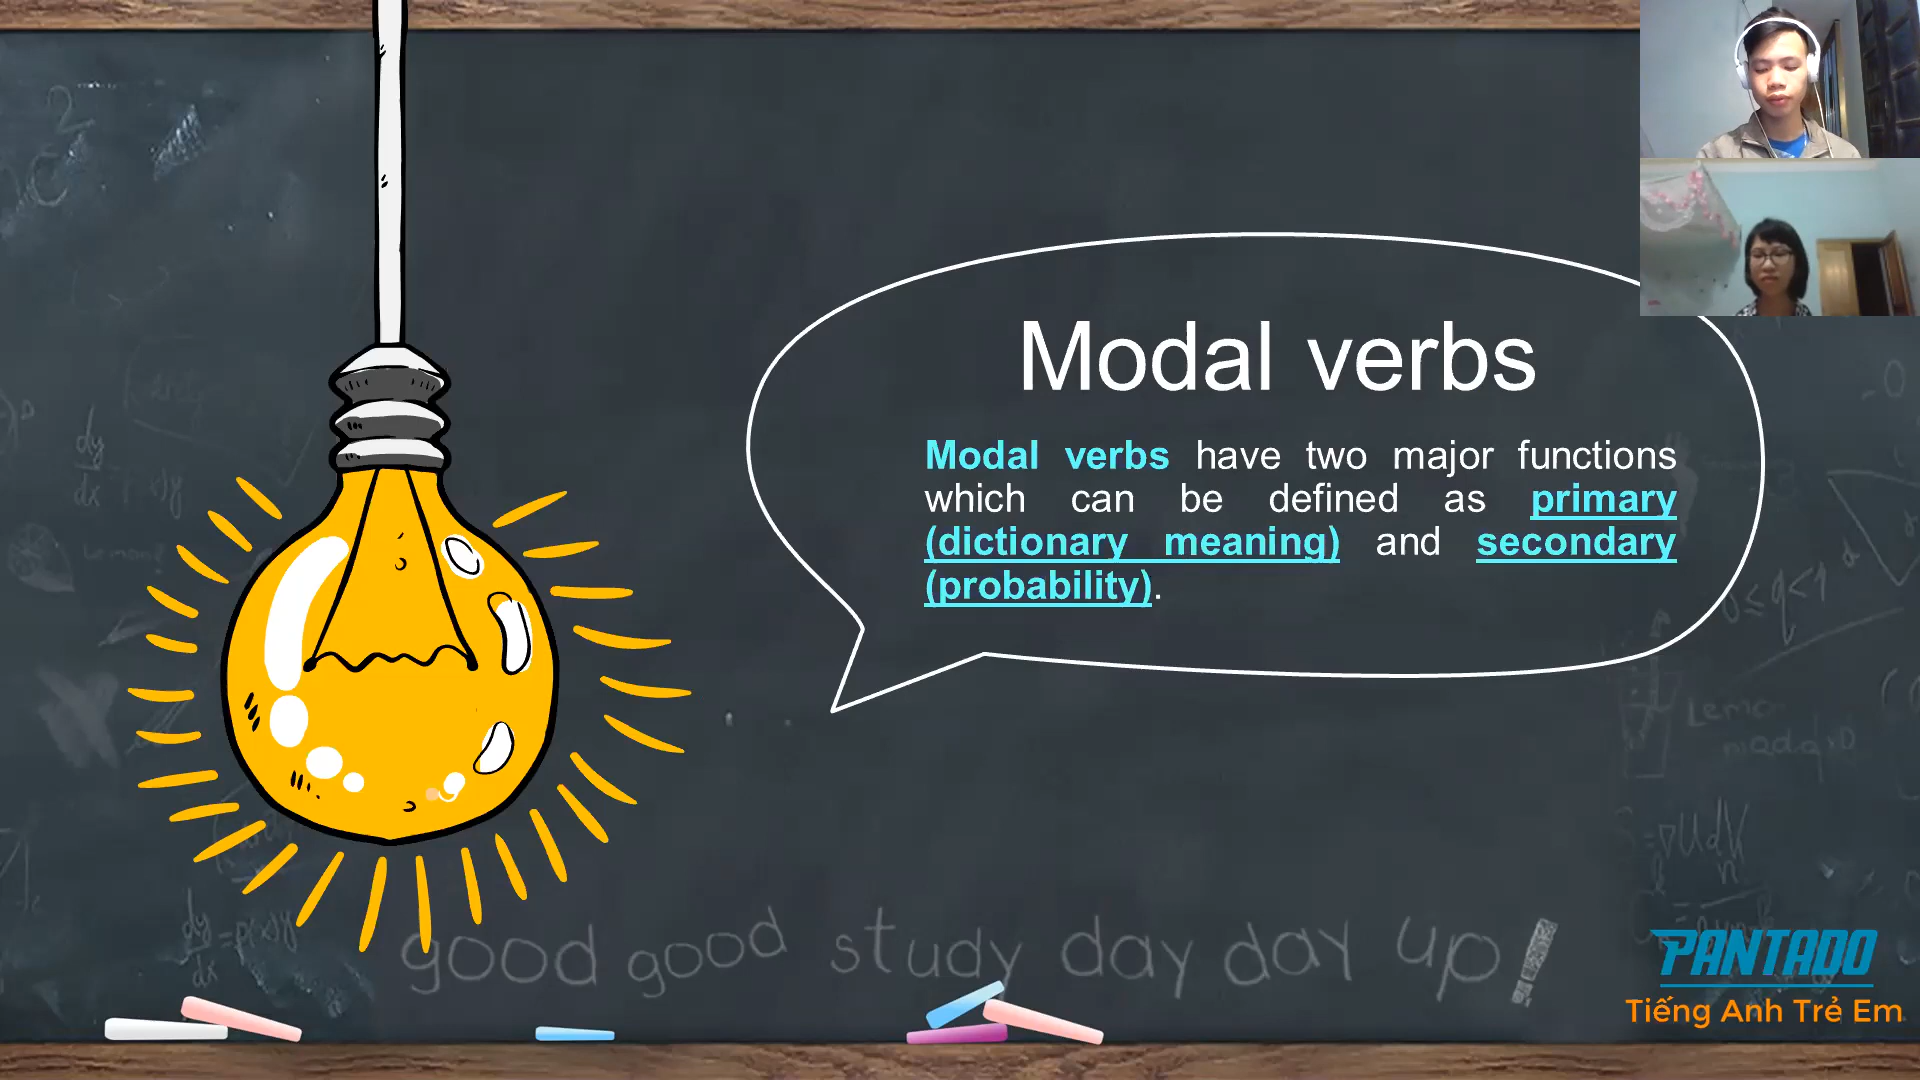 Modal verbs
Modal verbs have two major functions
which can be defined as primary
(dictionary meaning) and secondary
(probability).
good good study day day up!
PANTADO
Tiếng Anh Trẻ Em